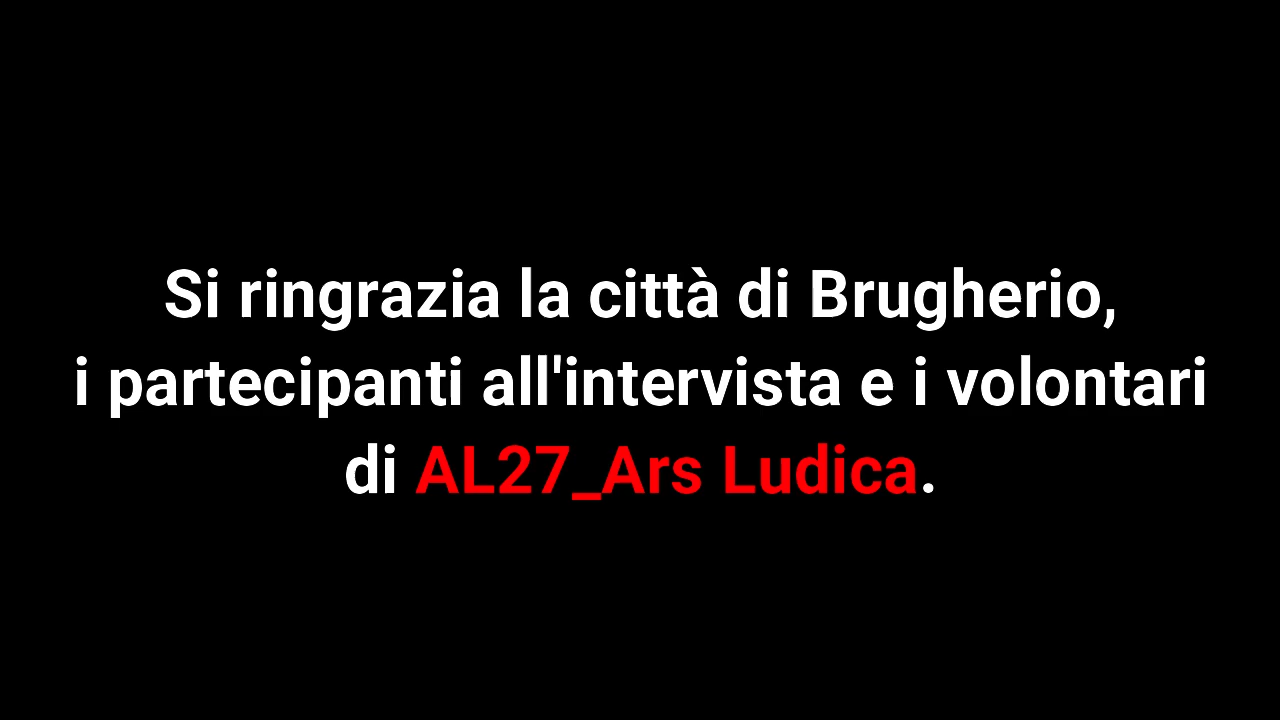 Si ringrazia la città di Brugherio,
i partecipanti all'intervista e i volontari
di AL27_Ars Ludica.